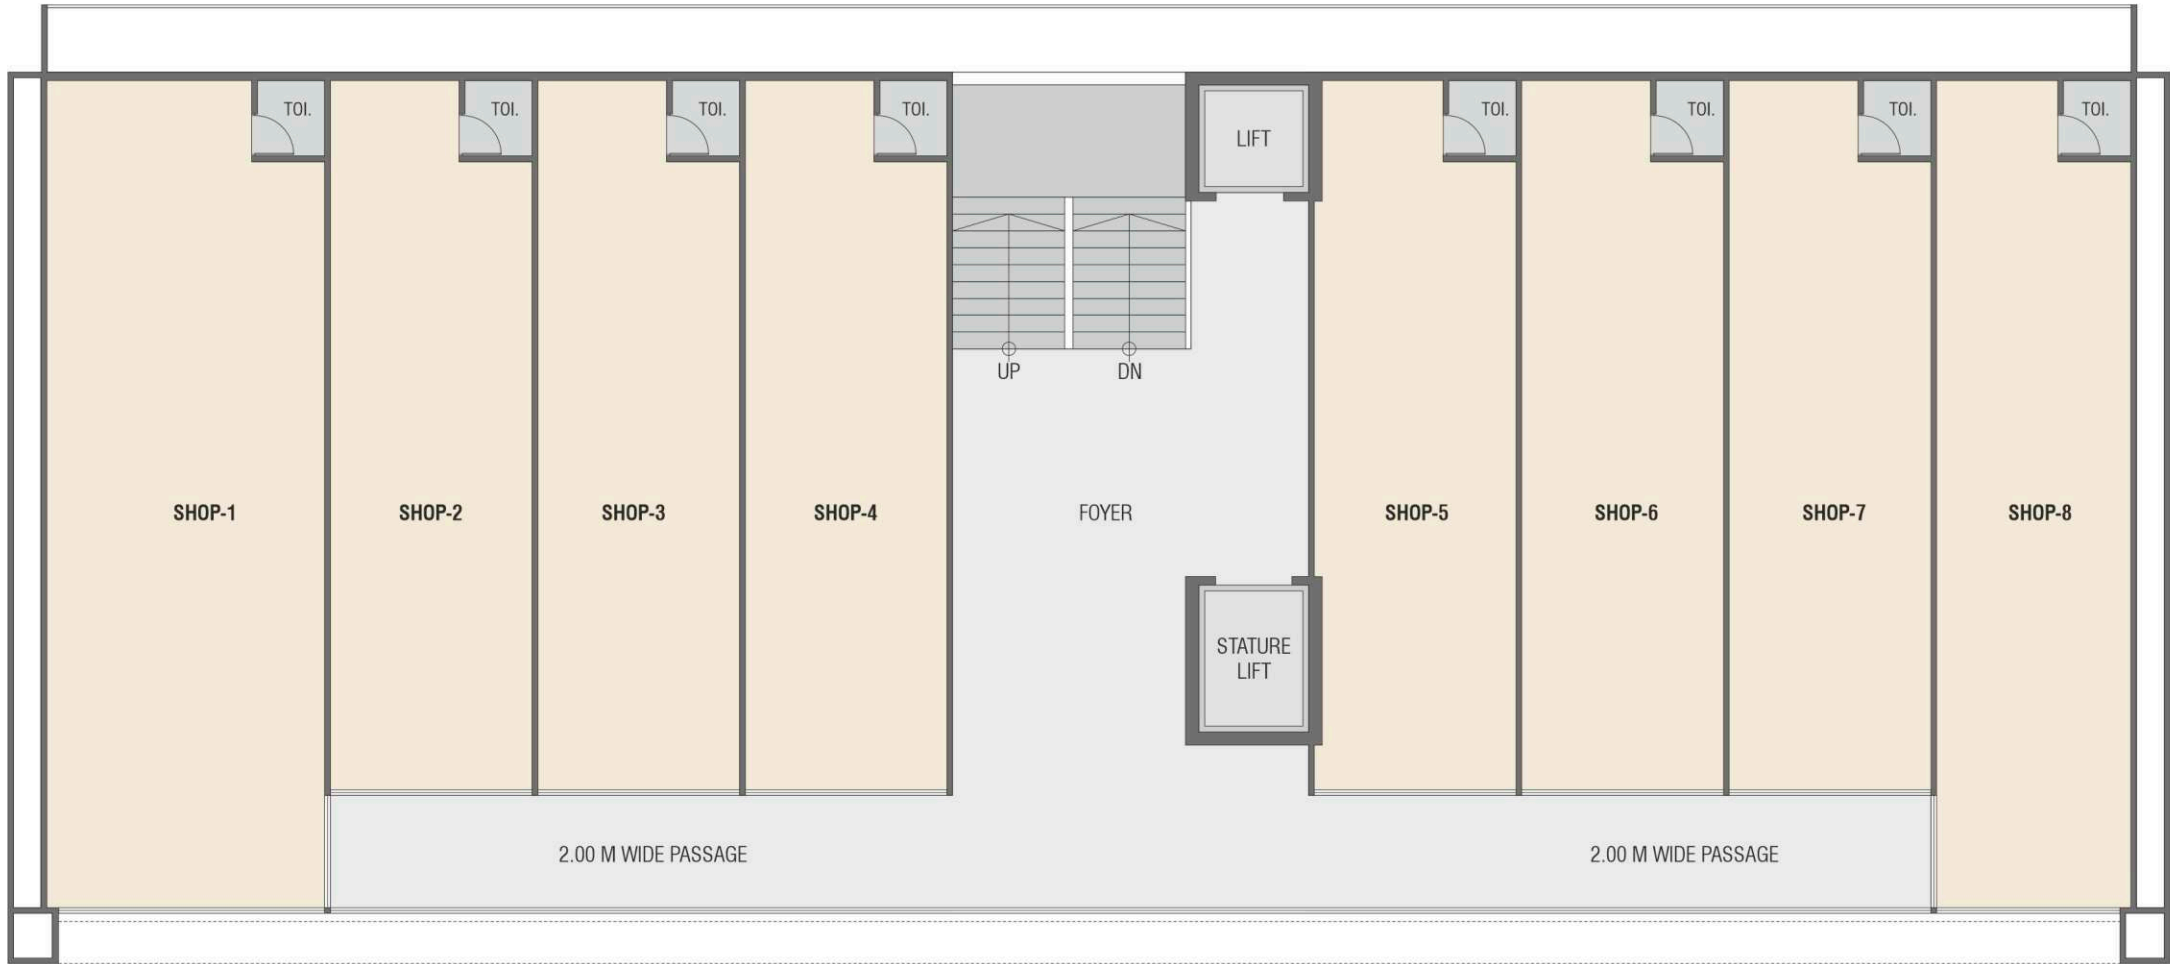 TOI.
TOI.
TOI.
TOI.
TOI.
TOI.
TOI.
TOI.
LIFT
UP
DN
SHOP-1
SHOP-2
SHOP-3
SHOP-4
FOYER
SHOP-5
SHOP-6
SHOP-7
SHOP-8
STATURE
LIFT
2.00 M WIDE PASSAGE
2.00 M WIDE PASSAGE